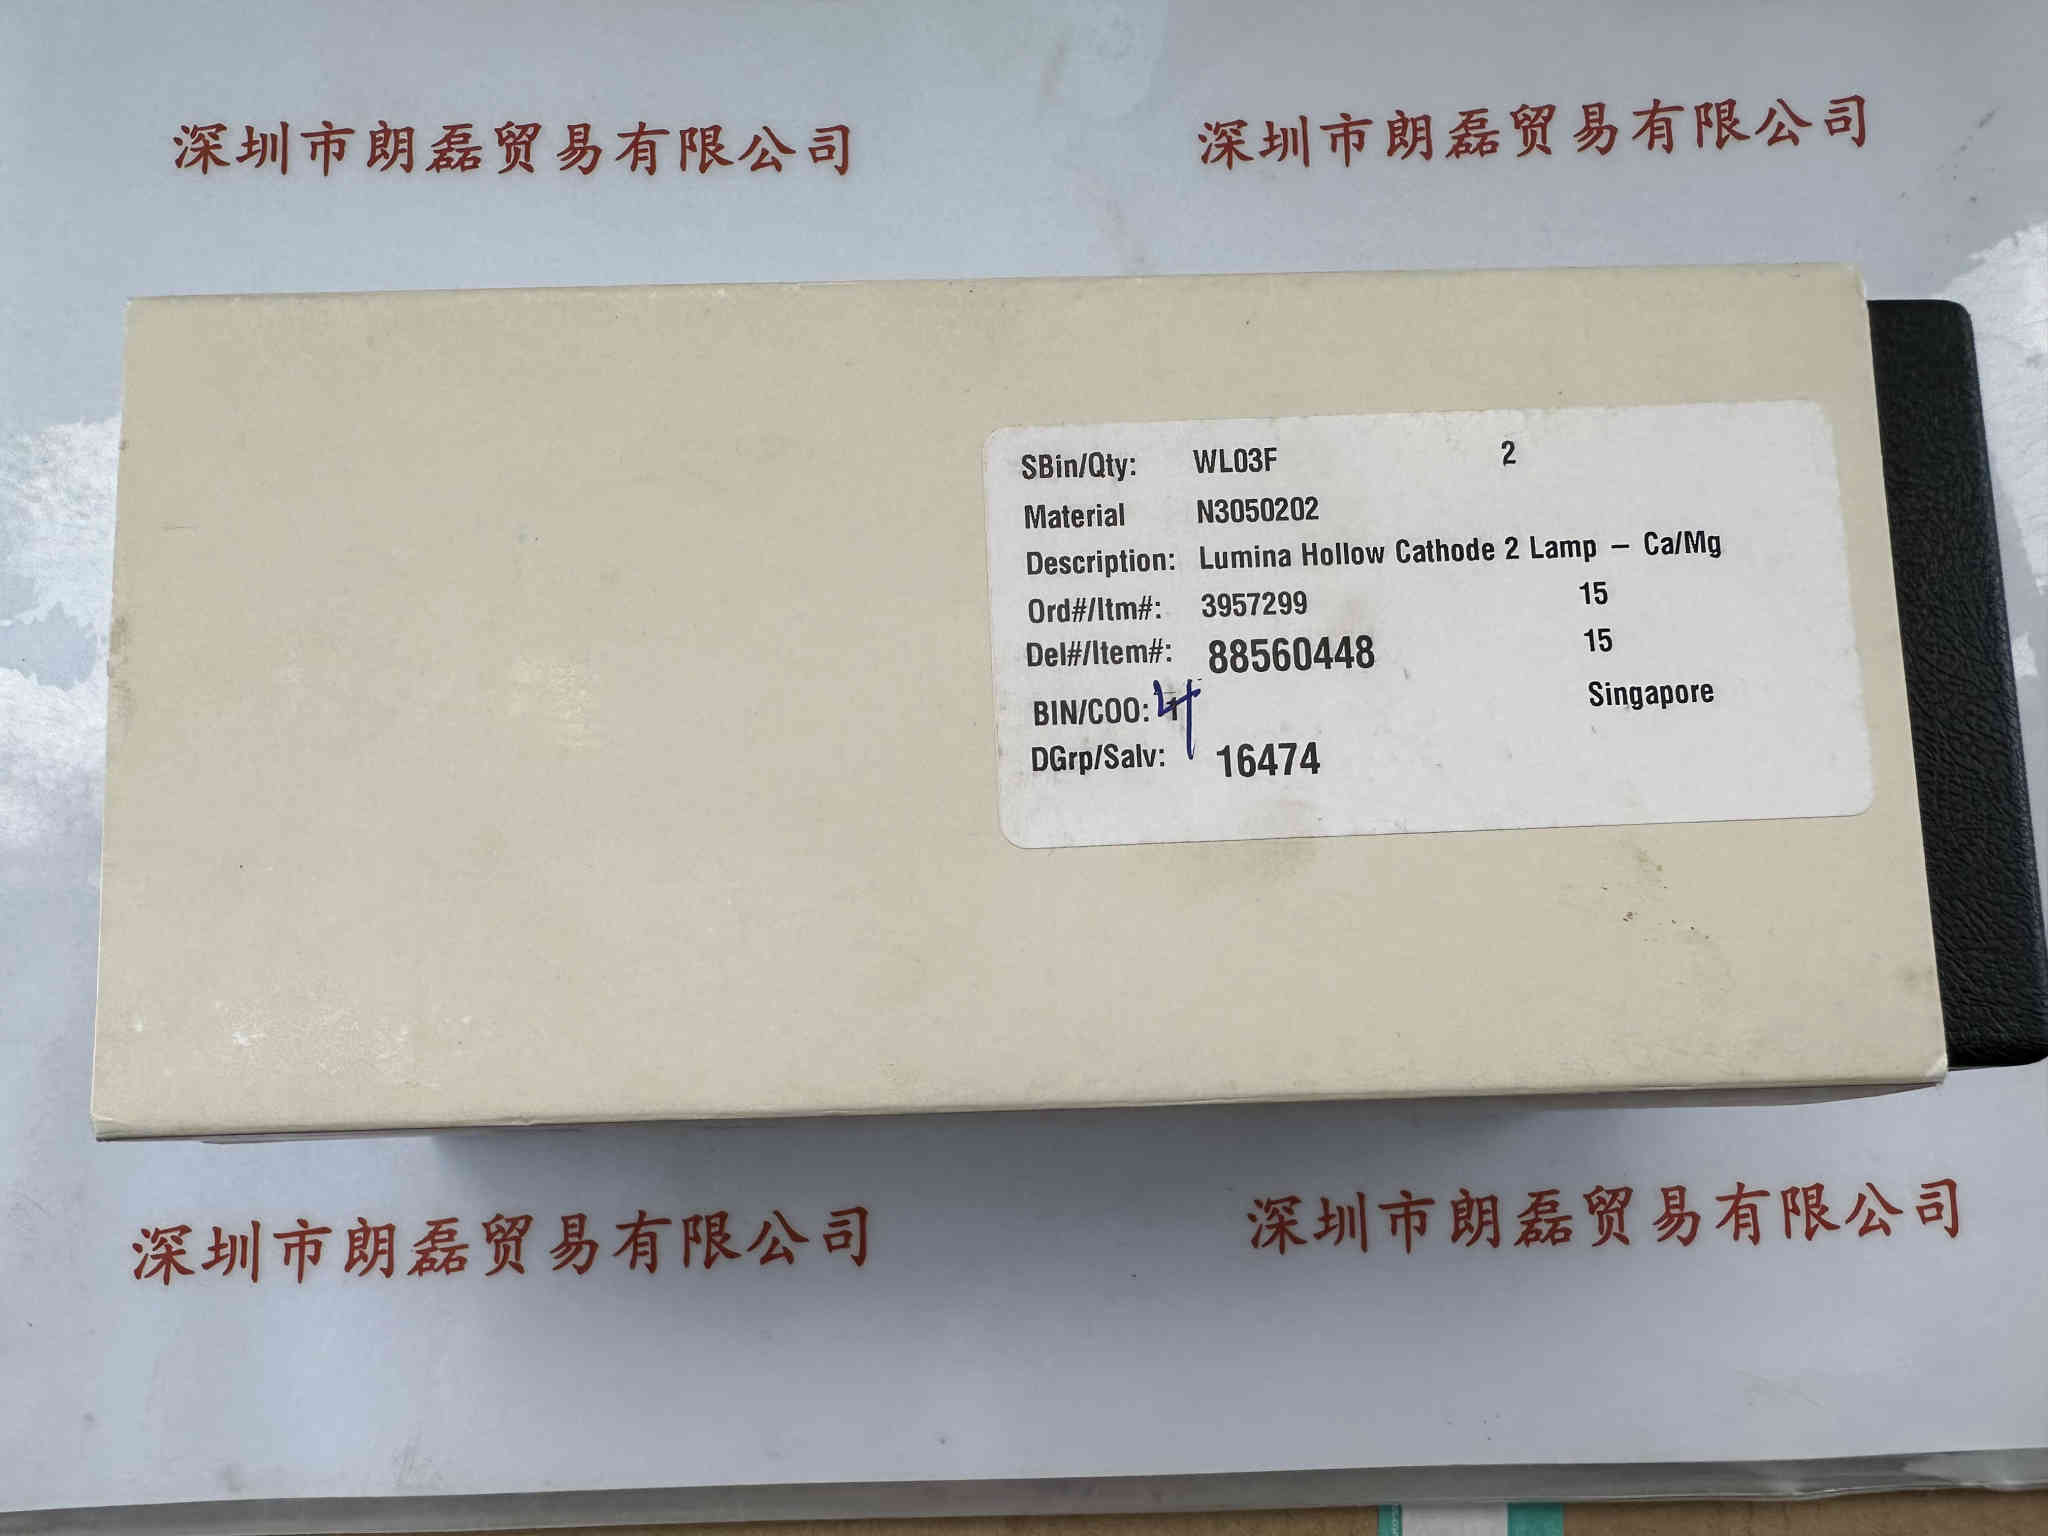 深圳市朗磊贸易有限公司 深圳市朗磊贸易有限公司
SBin/Qty: WL03F 2
Material N3050202
Description: Lumina Hollow Cathode 2 Lamp – Ca/Mg
Ord#/Itm#: 3957299 15
Del#/Item#: 88560448 15
BIN/COO: 4 Singapore
DGrp/Salv: 16474
深圳市朗磊贸易有限公司 深圳市朗磊贸易有限公司